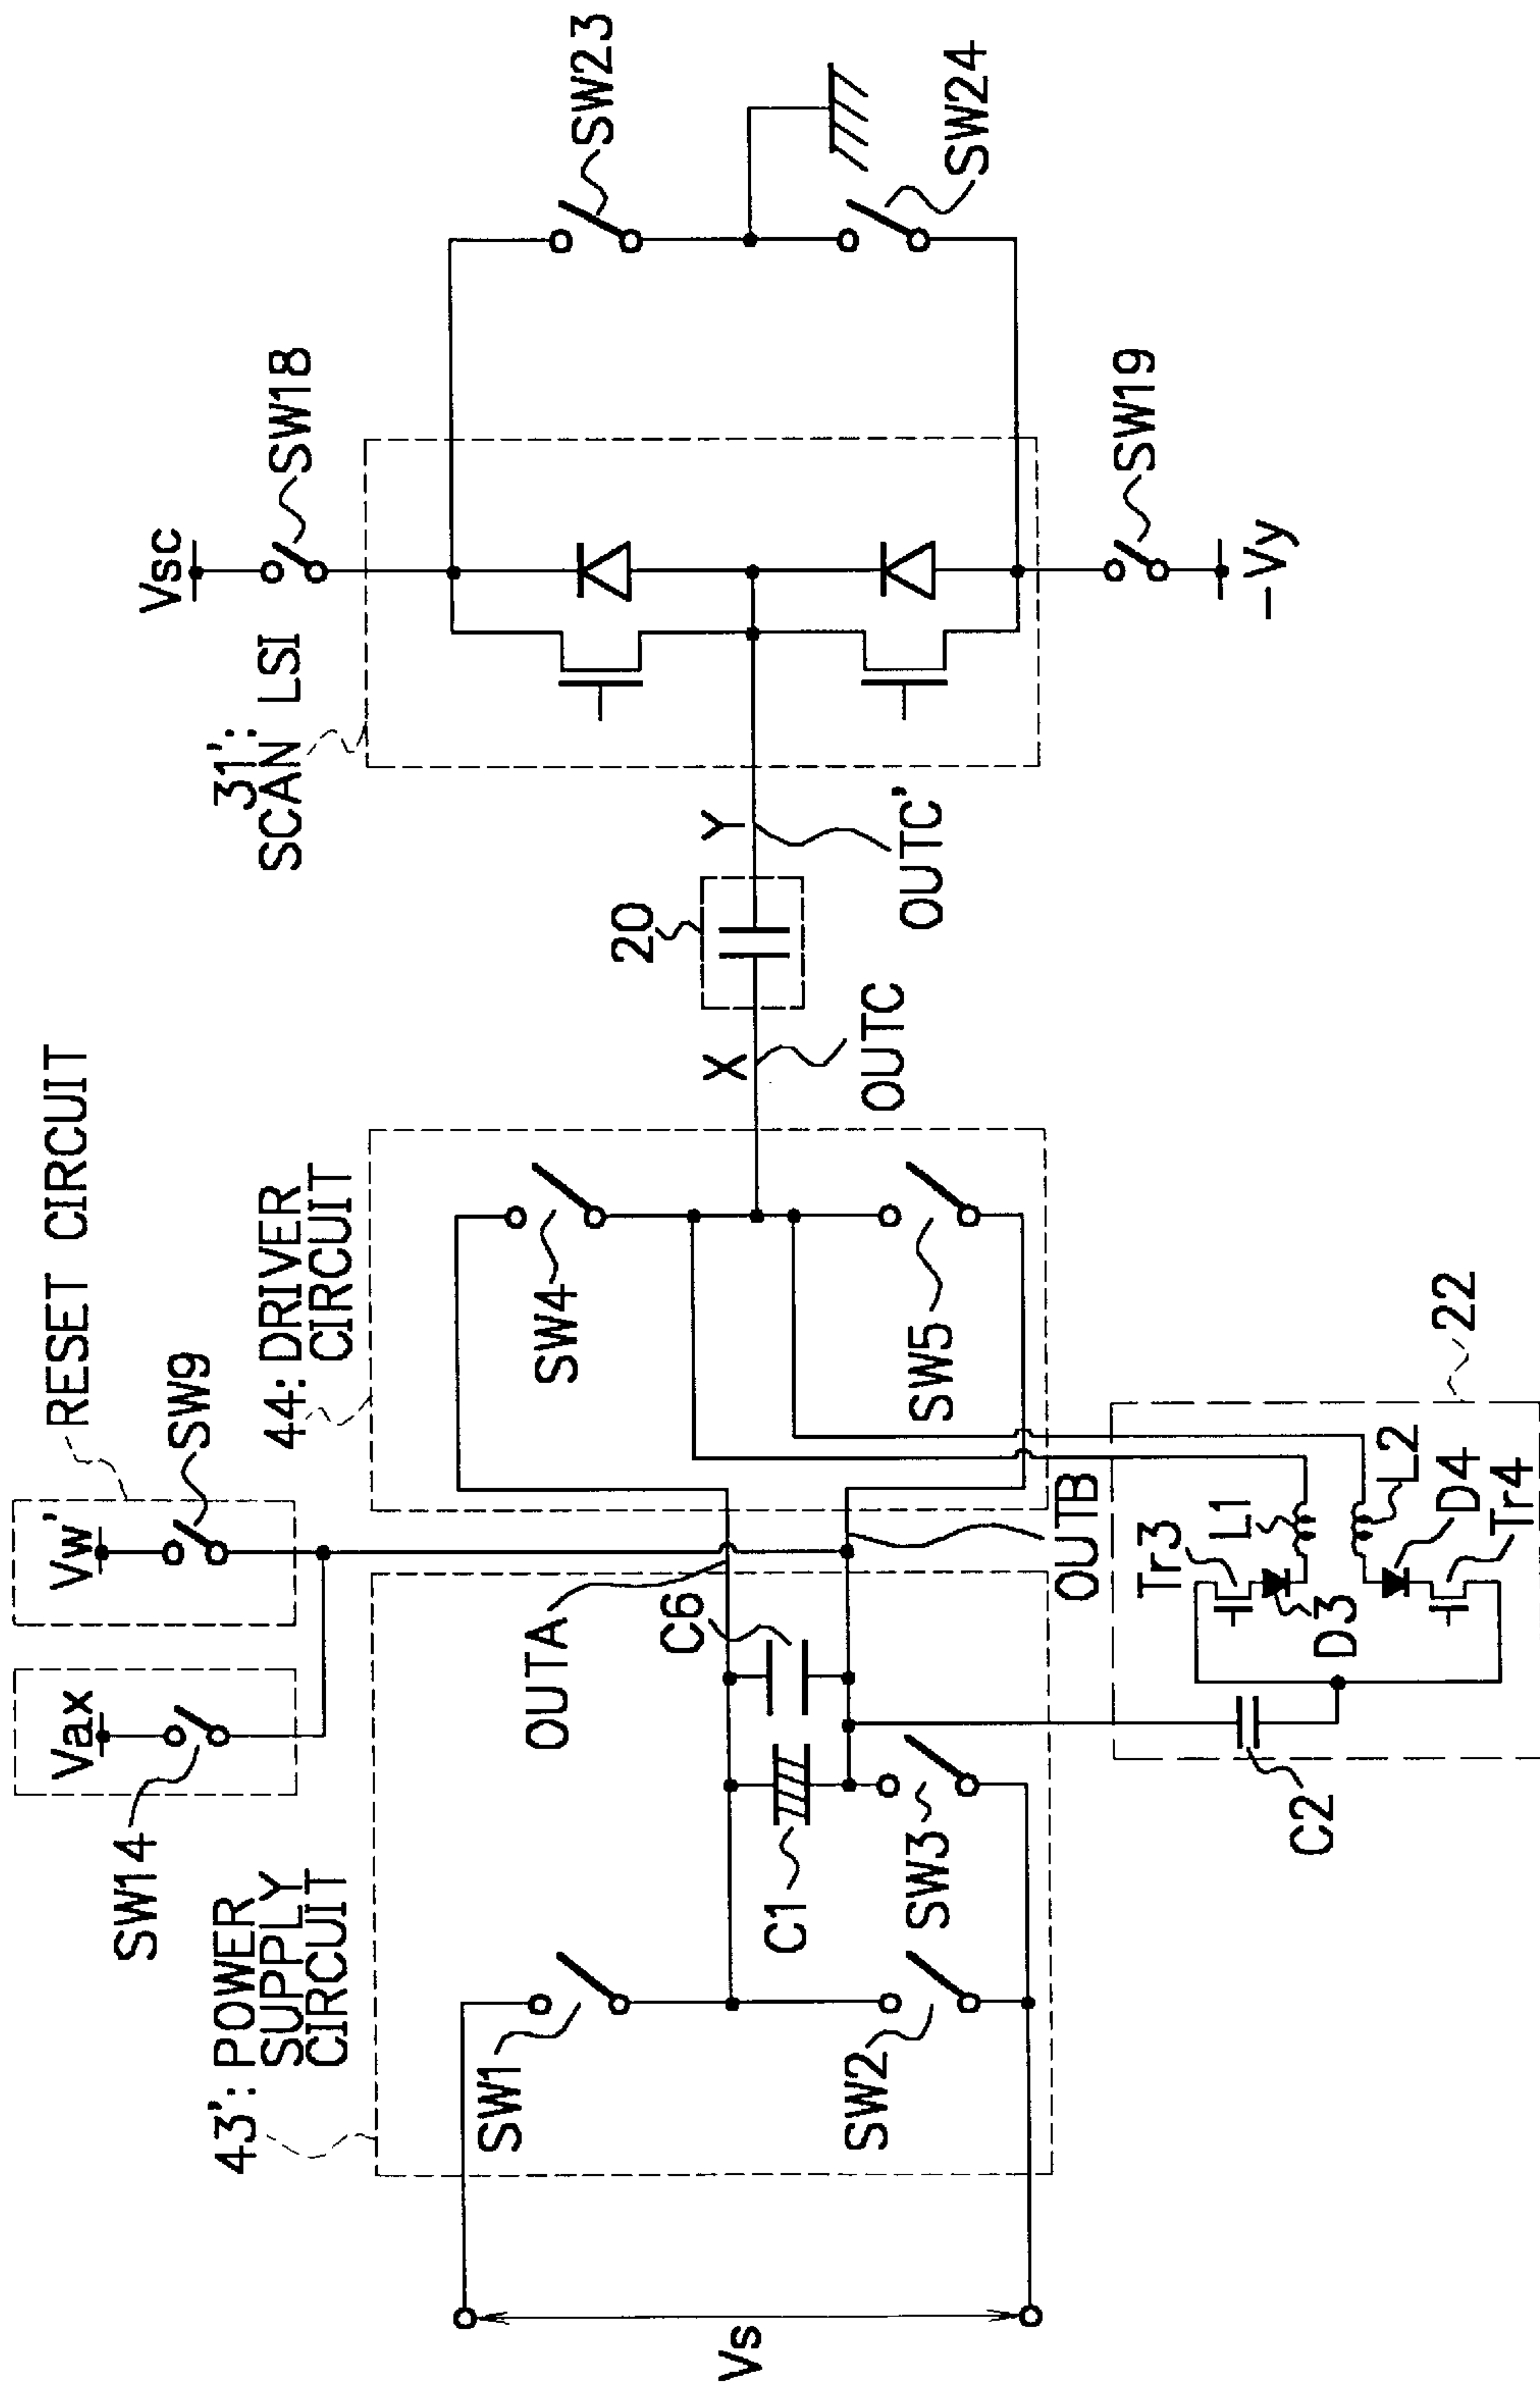 RESET CIRCUIT
Vax
Vw'
SW14
SW9
43': POWER
SUPPLY
CIRCUIT
44: DRIVER
CIRCUIT
31':
SCAN LSI
Vsc
SW18
SW1
OUTA
SW4
20
SW23
C6
Vs
C1
X
Y
OUTC
OUTC'
SW2
SW3
SW5
SW24
OUTB
SW19
-Vy
C2
Tr3
L1
D3
L2
D4
Tr4
22